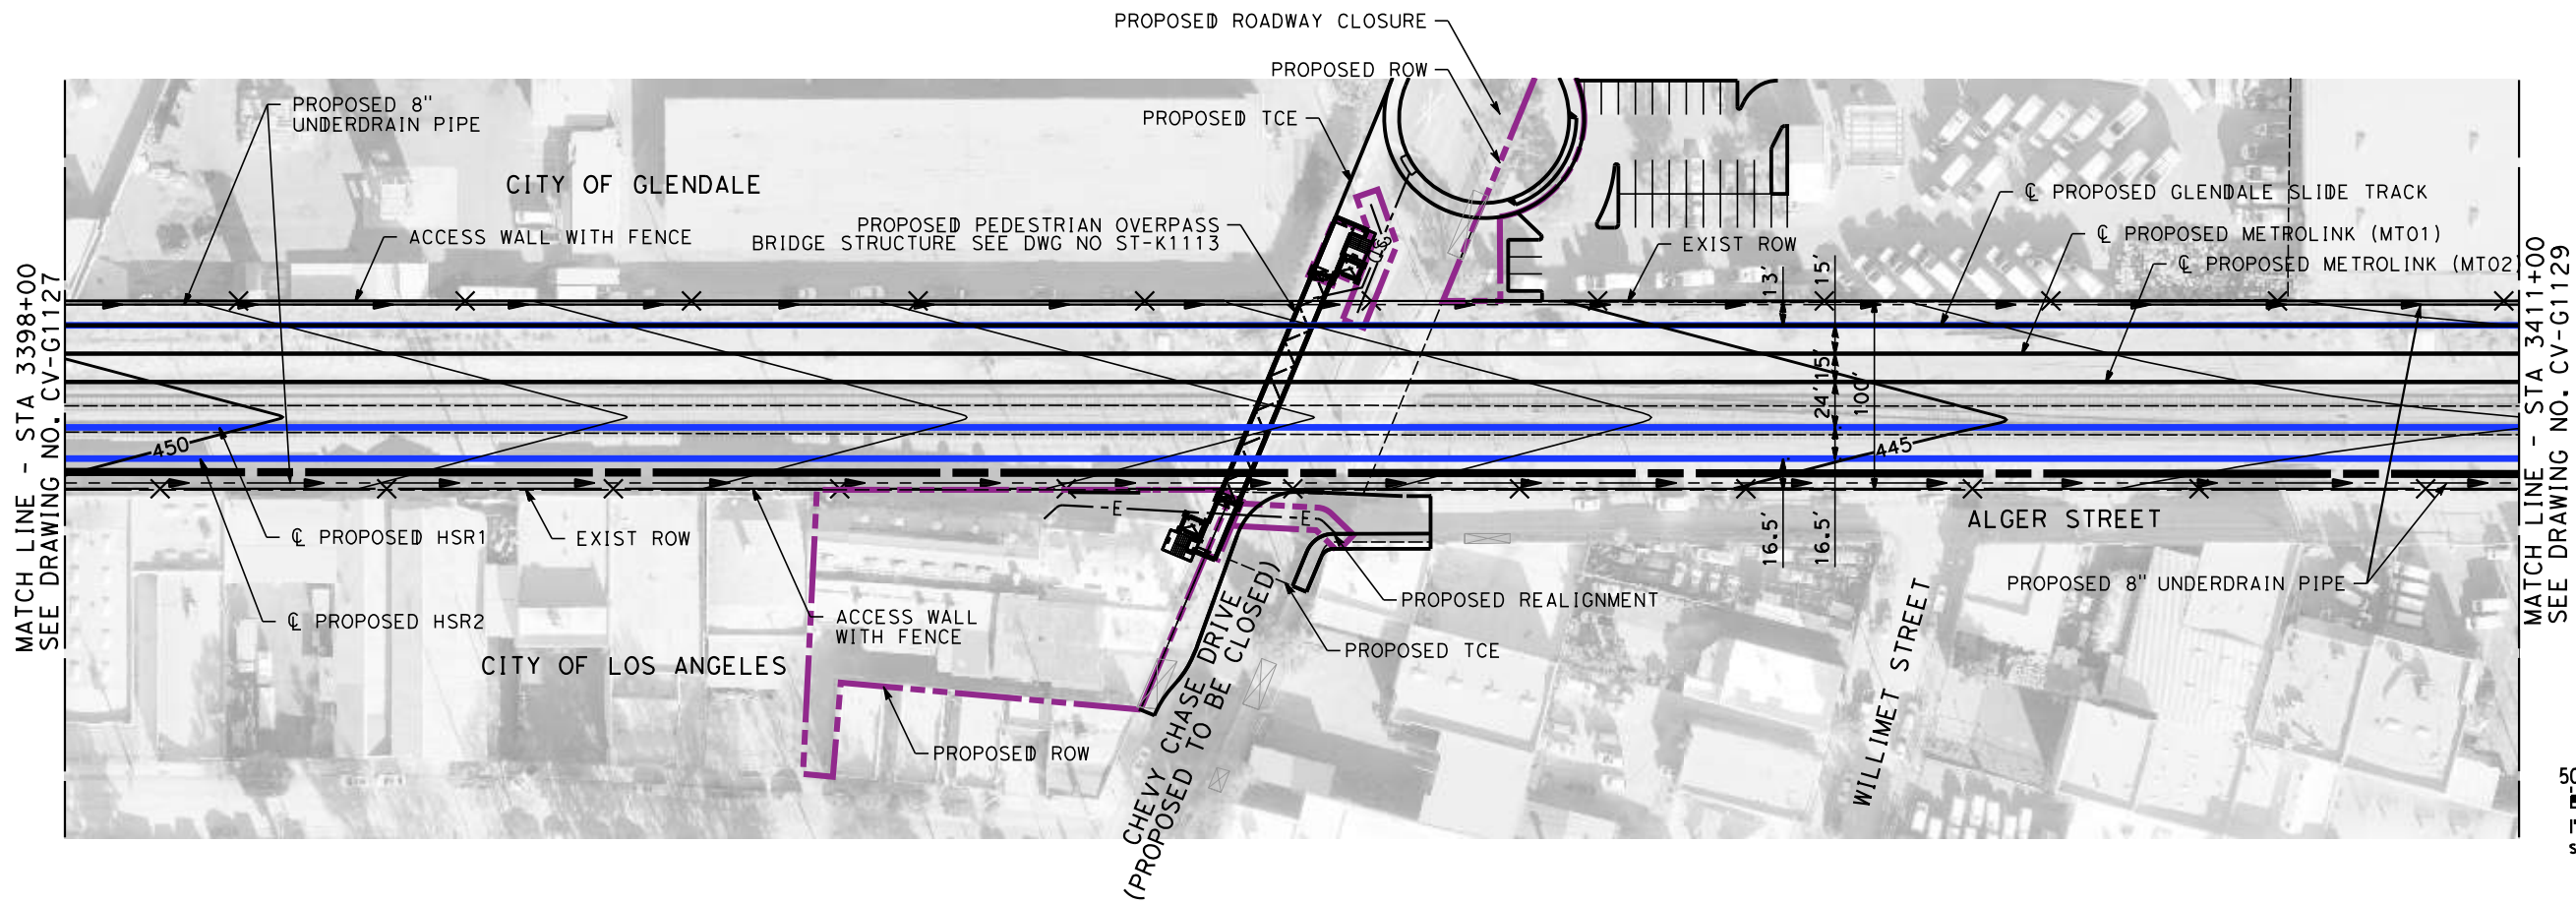 PROPOSED ROADWAY CLOSURE
PROPOSED ROW
PROPOSED TCE
PROPOSED 8"
UNDERDRAIN PIPE
CITY OF GLENDALE
ACCESS WALL WITH FENCE
PROPOSED PEDESTRIAN OVERPASS
BRIDGE STRUCTURE SEE DWG NO ST-K1113
EXIST ROW
℄ PROPOSED GLENDALE SLIDE TRACK
℄ PROPOSED METROLINK (MT01)
℄ PROPOSED METROLINK (MT02)
MATCH LINE - STA 3398+00
SEE DRAWING NO. CV-G1127
MATCH LINE - STA 3411+00
SEE DRAWING NO. CV-G1129
13'
15'
15'
24'
100'
16.5'
16.5'
450
445
E
E
℄ PROPOSED HSR1
EXIST ROW
℄ PROPOSED HSR2
ACCESS WALL
WITH FENCE
CITY OF LOS ANGELES
PROPOSED ROW
CHEVY CHASE DRIVE
(PROPOSED TO BE CLOSED)
PROPOSED REALIGNMENT
PROPOSED TCE
ALGER STREET
WILLIMET STREET
PROPOSED 8" UNDERDRAIN PIPE
50